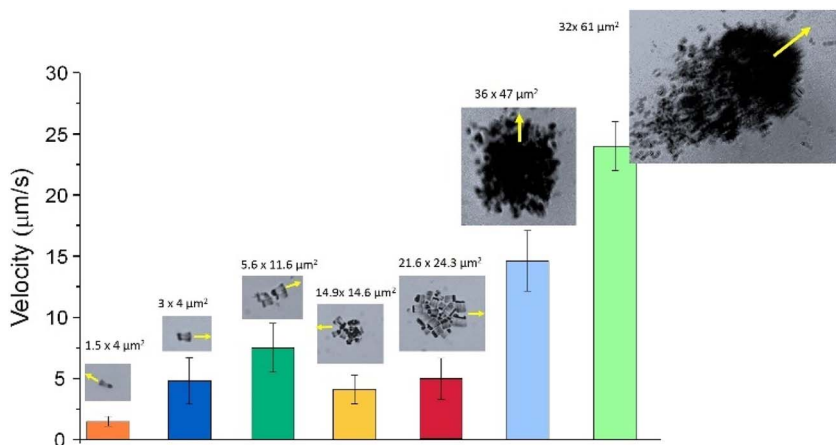 32x 61 µm²
36 x 47 µm²
30
25
20
15
10
5
0
Velocity (µm/s)
21.6 x 24.3 µm²
5.6 x 11.6 µm²
14.9x 14.6 µm²
3 x 4 µm²
1.5 x 4 µm²